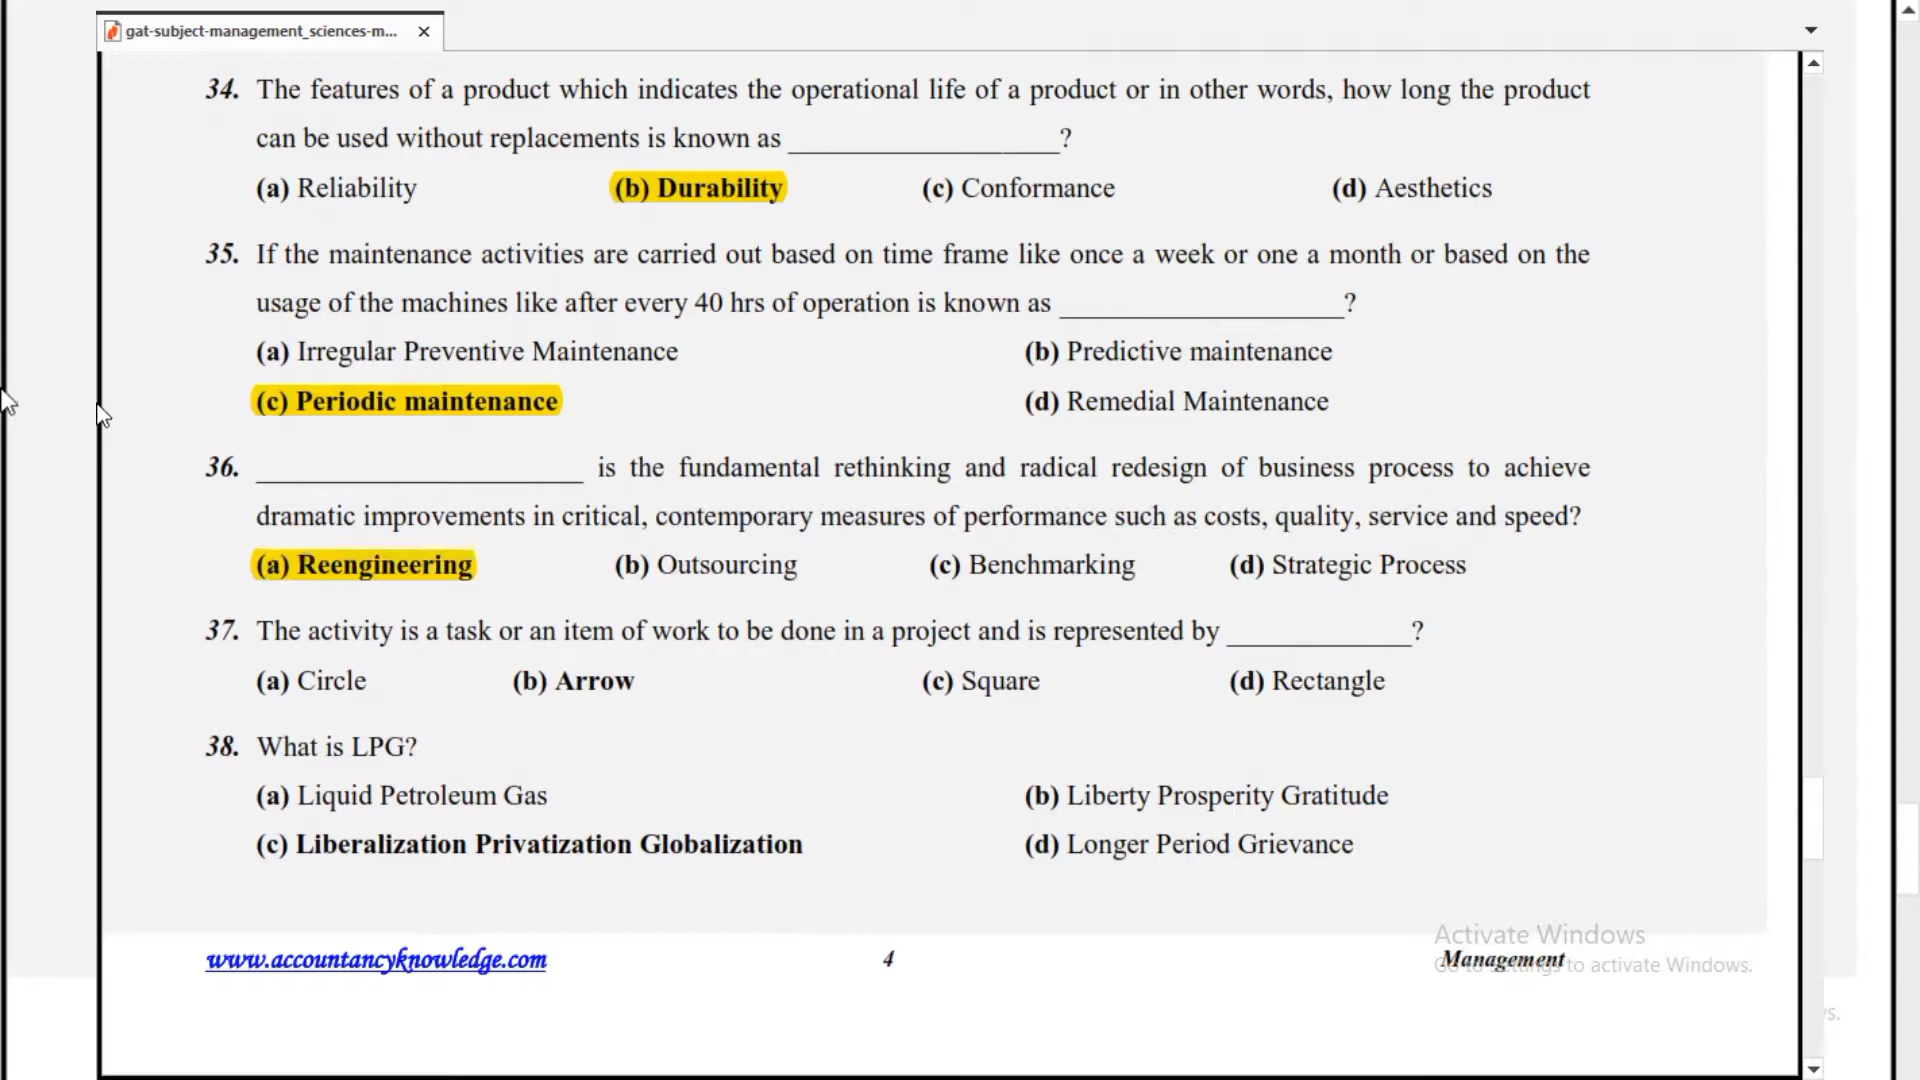 gat-subject-management_sciences-m...
34. The features of a product which indicates the operational life of a product or in other words, how long the product
can be used without replacements is known as ____________________?
(a) Reliability (b) Durability (c) Conformance (d) Aesthetics
35. If the maintenance activities are carried out based on time frame like once a week or one a month or based on the
usage of the machines like after every 40 hrs of operation is known as _____________________?
(a) Irregular Preventive Maintenance (b) Predictive maintenance
(c) Periodic maintenance (d) Remedial Maintenance
36. ________________________ is the fundamental rethinking and radical redesign of business process to achieve
dramatic improvements in critical, contemporary measures of performance such as costs, quality, service and speed?
(a) Reengineering (b) Outsourcing (c) Benchmarking (d) Strategic Process
37. The activity is a task or an item of work to be done in a project and is represented by _____________?
(a) Circle (b) Arrow (c) Square (d) Rectangle
38. What is LPG?
(a) Liquid Petroleum Gas (b) Liberty Prosperity Gratitude
(c) Liberalization Privatization Globalization (d) Longer Period Grievance
www.accountancyknowledge.com 4 Management
Activate Windows
Go to Settings to activate Windows.